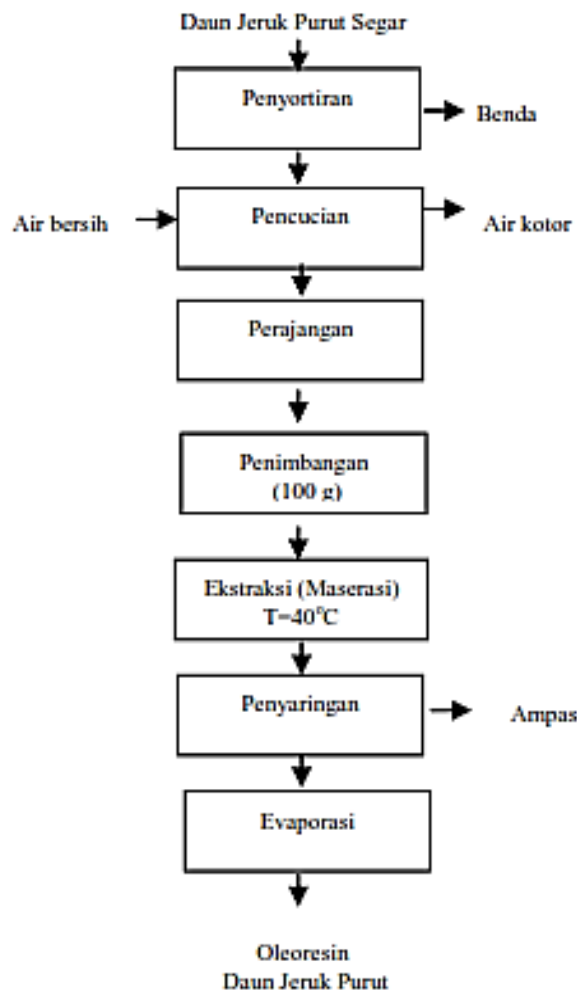 Daun Jeruk Purut Segar
Penyortiran
Benda
Air bersih
Pencucian
Air kotor
Perajangan
Penimbangan
(100 g)
Ekstraksi (Maserasi)
T=40°C
Penyaringan
Ampas
Evaporasi
Oleoresin
Daun Jeruk Purut